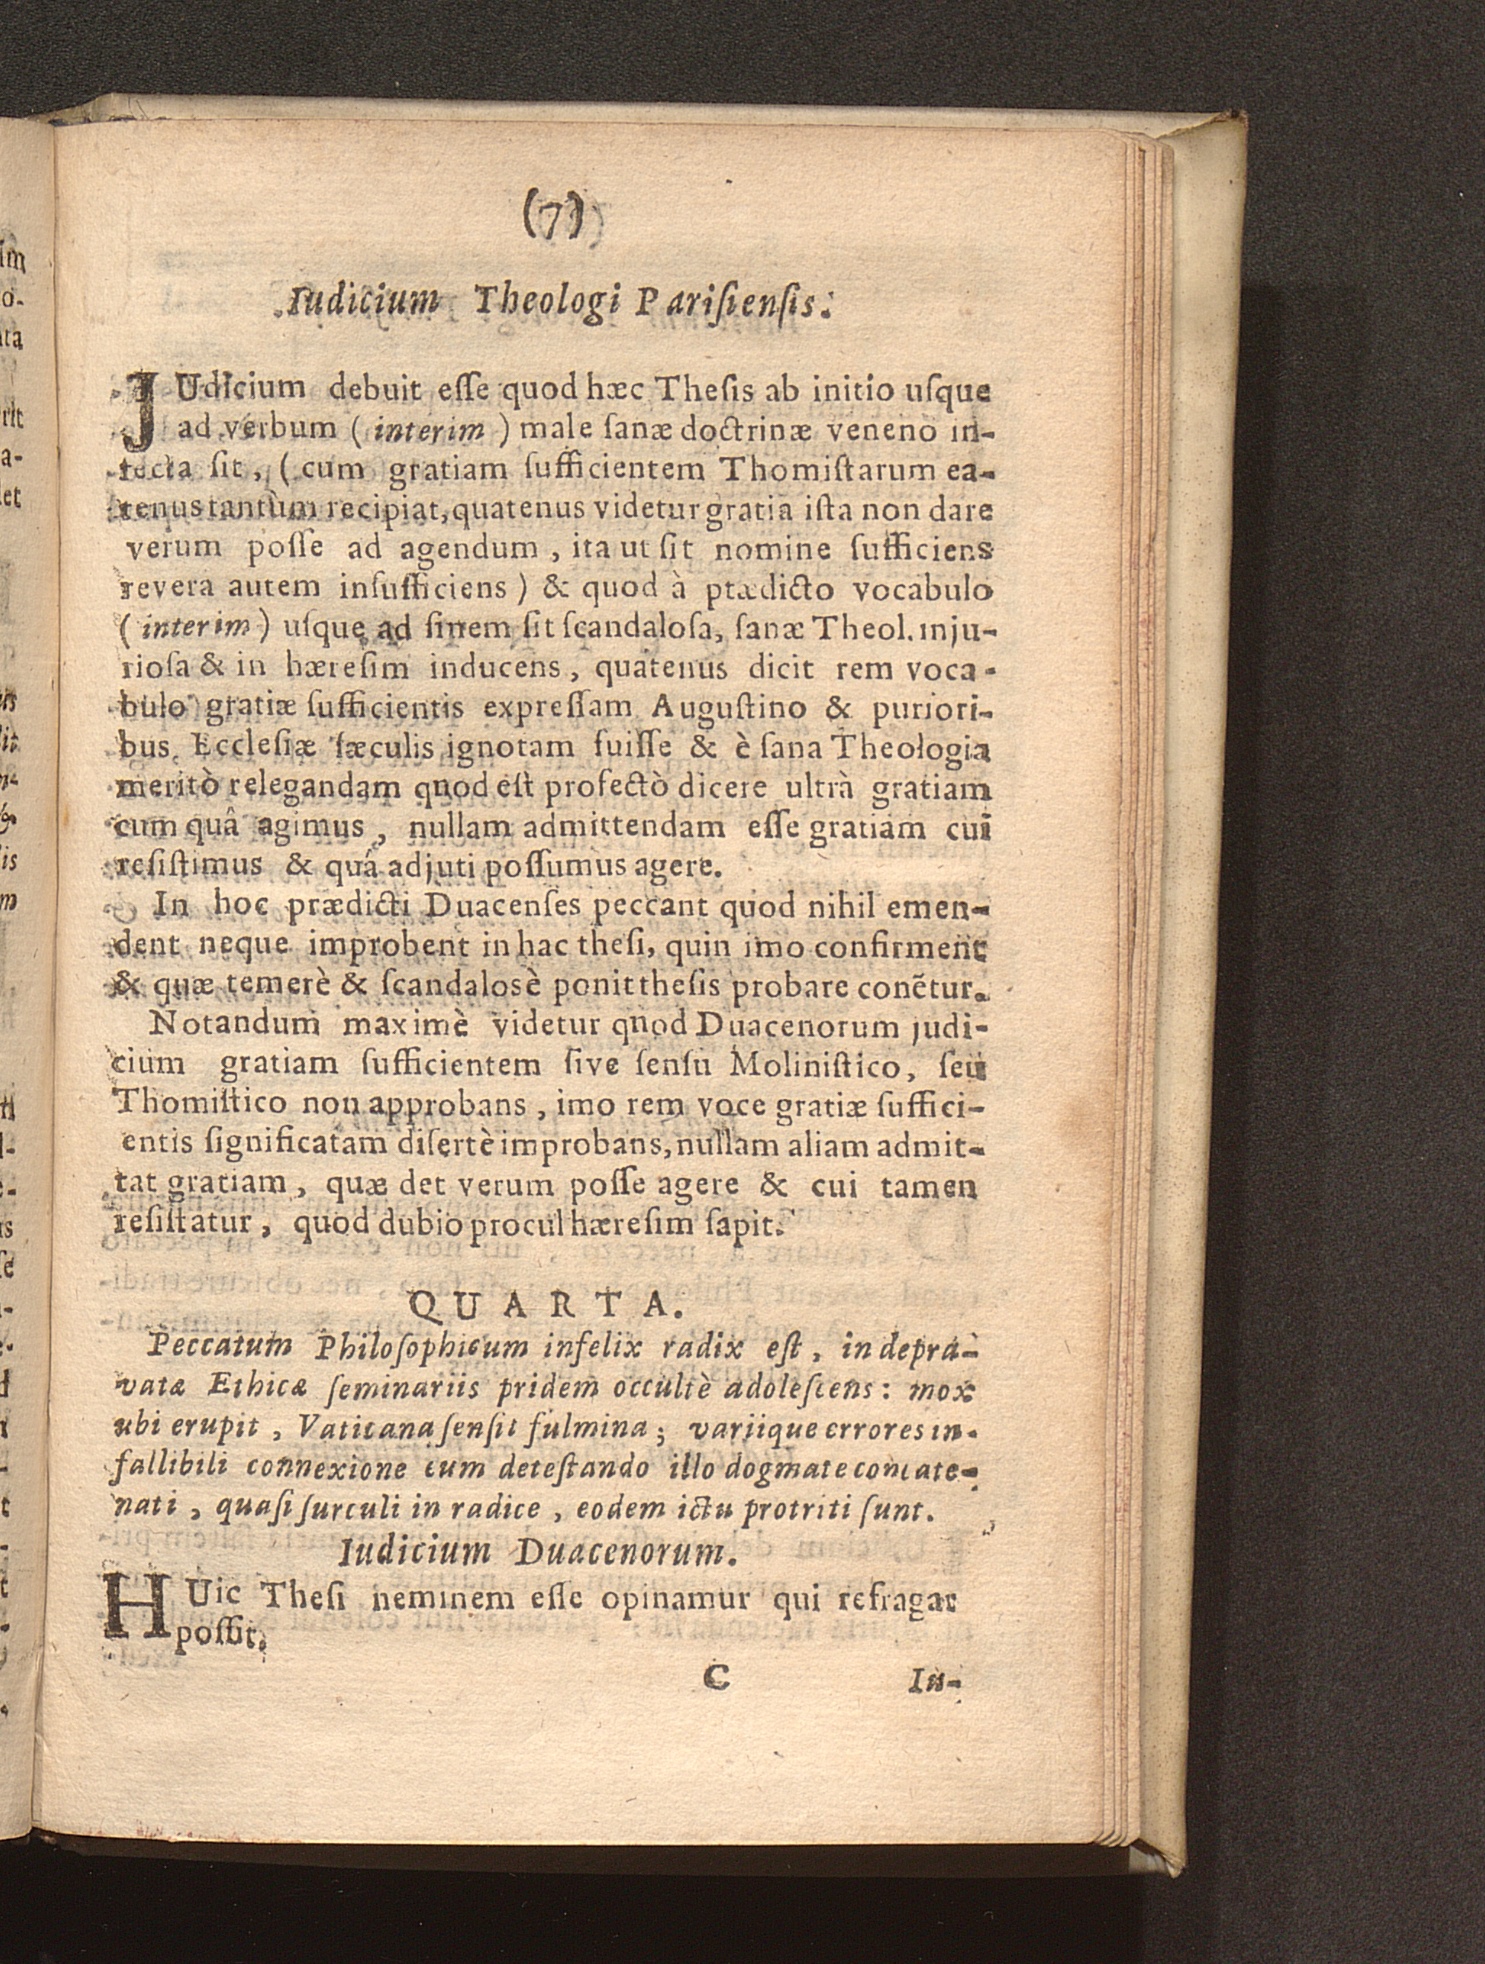 (7)
Iudicium Theologi Parisiensis.
JUdicium debuit esse quod hæc Thesis ab initio usque
ad verbum (interim) male sanæ doctrinæ veneno in-
fecta sit, (cum gratiam sufficientem Thomistarum ea-
tenus tantùm recipiat, quatenus videtur gratia ista non dare
verum posse ad agendum, ita ut sit nomine sufficiens
revera autem insufficiens) & quod à ptædicto vocabulo
(interim) usque ad finem sit scandalosa, sanæ Theol. inju-
riosa & in hæresim inducens, quatenus dicit rem voca-
bulo gratiæ sufficientis expressam Augustino & puriori-
bus Ecclesiæ sæculis ignotam fuisse & è sana Theologia
meritò relegandam quod est profectò dicere ultrà gratiam
cum quâ agimus, nullam admittendam esse gratiam cui
resistimus & quá adjuti possumus agere.
In hoc prædicti Duacenses peccant quod nihil emen-
dent neque improbent in hac thesi, quin imo confirment
& quæ temerè & scandalosè ponit thesis probare conẽtur.
Notandum maximè videtur quod Duacenorum judi-
cium gratiam sufficientem sive sensu Molinistico, seu
Thomistico non approbans, imo rem voce gratiæ suffici-
entis significatam disertè improbans, nullam aliam admit-
tat gratiam, quæ det verum posse agere & cui tamen
resistatur, quod dubio procul hæresim sapit.
QUARTA.
Peccatum Philosophicum infelix radix est, in depra-
vatæ Ethicæ seminariis pridem occultè adolescens: mox
ubi erupit, Vaticana sensit fulmina; variique errores in-
fallibili connexione cum detestando illo dogmate concate-
nati, quasi surculi in radice, eodem ictu protriti sunt.
Iudicium Duacenorum.
HUic Thesi neminem esse opinamur qui refragar
possit.
C Iu-